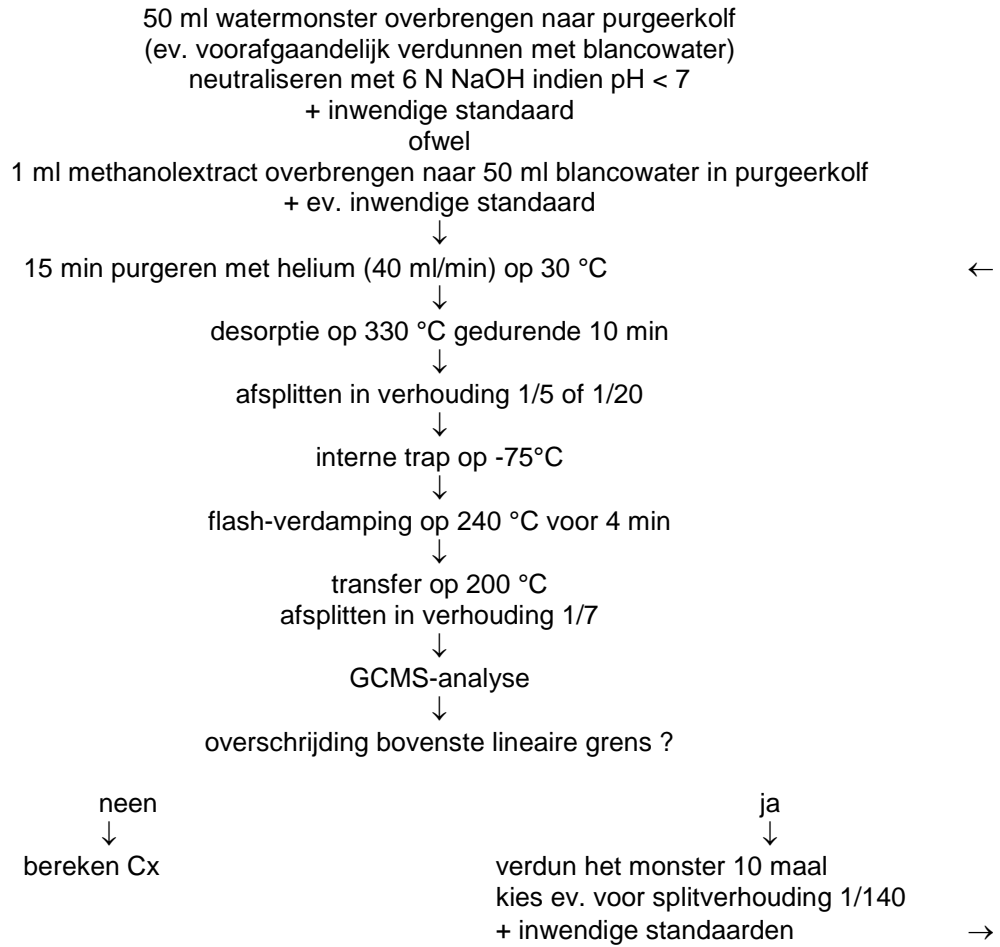 50 ml watermonster overbrengen naar purgeerkolf
(ev. voorafgaandelijk verdunnen met blancowater)
neutraliseren met 6 N NaOH indien pH < 7
+ inwendige standaard
ofwel
1 ml methanolextract overbrengen naar 50 ml blancowater in purgeerkolf
+ ev. inwendige standaard
↓
15 min purgeren met helium (40 ml/min) op 30 °C ←
↓
desorptie op 330 °C gedurende 10 min
↓
afsplitten in verhouding 1/5 of 1/20
↓
interne trap op -75°C
↓
flash-verdamping op 240 °C voor 4 min
↓
transfer op 200 °C
afsplitten in verhouding 1/7
↓
GCMS-analyse
↓
overschrijding bovenste lineaire grens ?
neen ja
↓ ↓
bereken Cx verdun het monster 10 maal
kies ev. voor splitverhouding 1/140
+ inwendige standaarden →